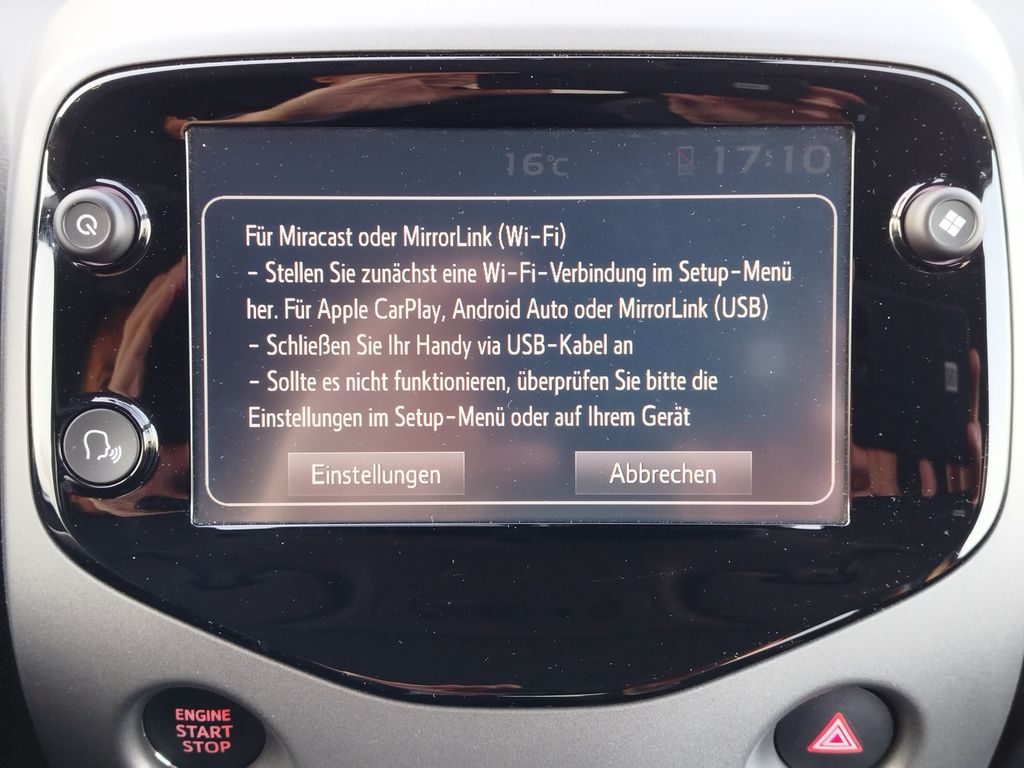 16°C 17:10
Für Miracast oder MirrorLink (Wi-Fi)
- Stellen Sie zunächst eine Wi-Fi-Verbindung im Setup-Menü
her. Für Apple CarPlay, Android Auto oder MirrorLink (USB)
- Schließen Sie Ihr Handy via USB-Kabel an
- Sollte es nicht funktionieren, überprüfen Sie bitte die
Einstellungen im Setup-Menü oder auf Ihrem Gerät
Einstellungen Abbrechen
ENGINE
START
STOP